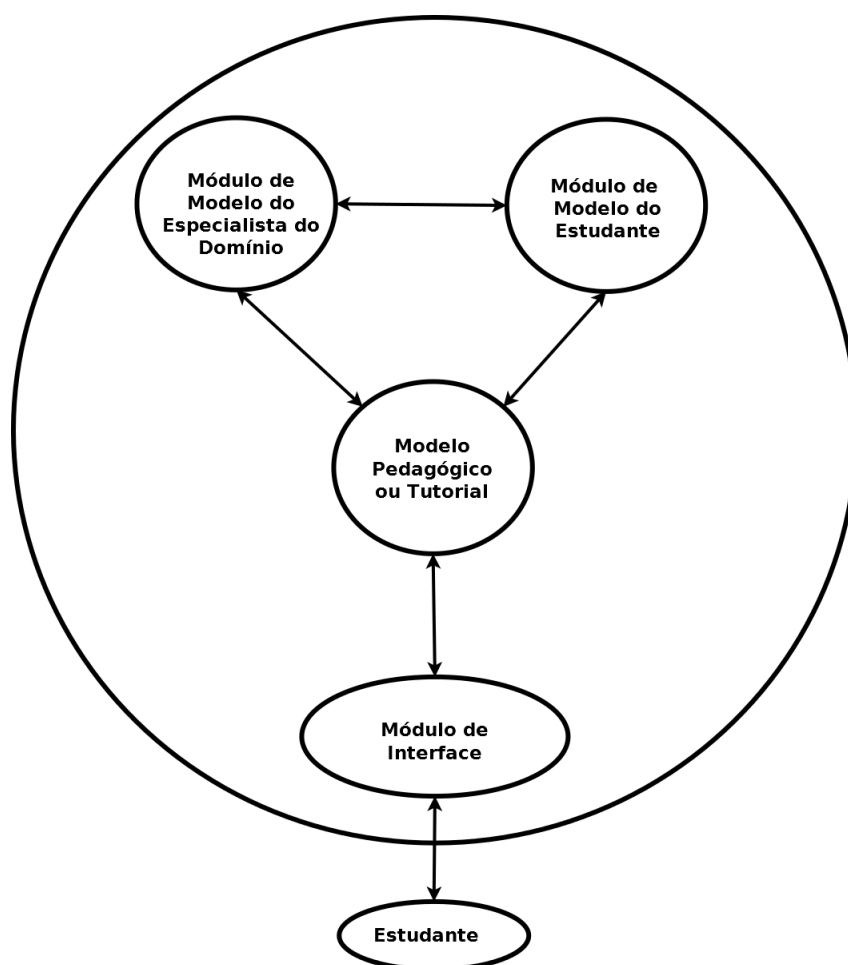 Módulo de
Modelo do
Especialista do
Domínio
Módulo de
Modelo do
Estudante
Modelo
Pedagógico
ou Tutorial
Módulo de
Interface
Estudante